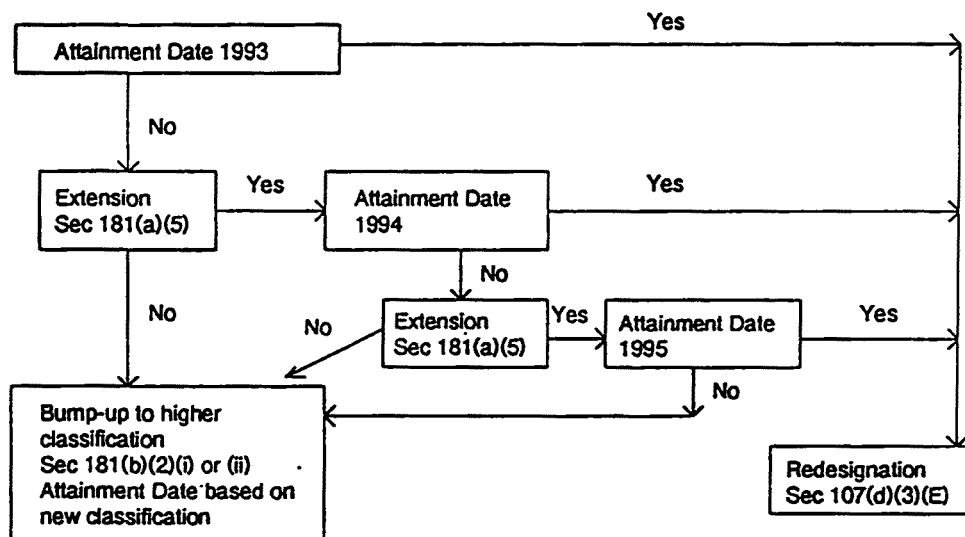 Yes
Attainment Date 1993
No
Extension
Sec 181(a)(5)
Yes
Attainment Date
1994
Yes
No
No
No
Extension
Sec 181(a)(5)
Yes
Attainment Date
1995
Yes
No
Bump-up to higher
classification
Sec 181(b)(2)(i) or (ii)
Attainment Date based on
new classification
Redesignation
Sec 107(d)(3)(E)